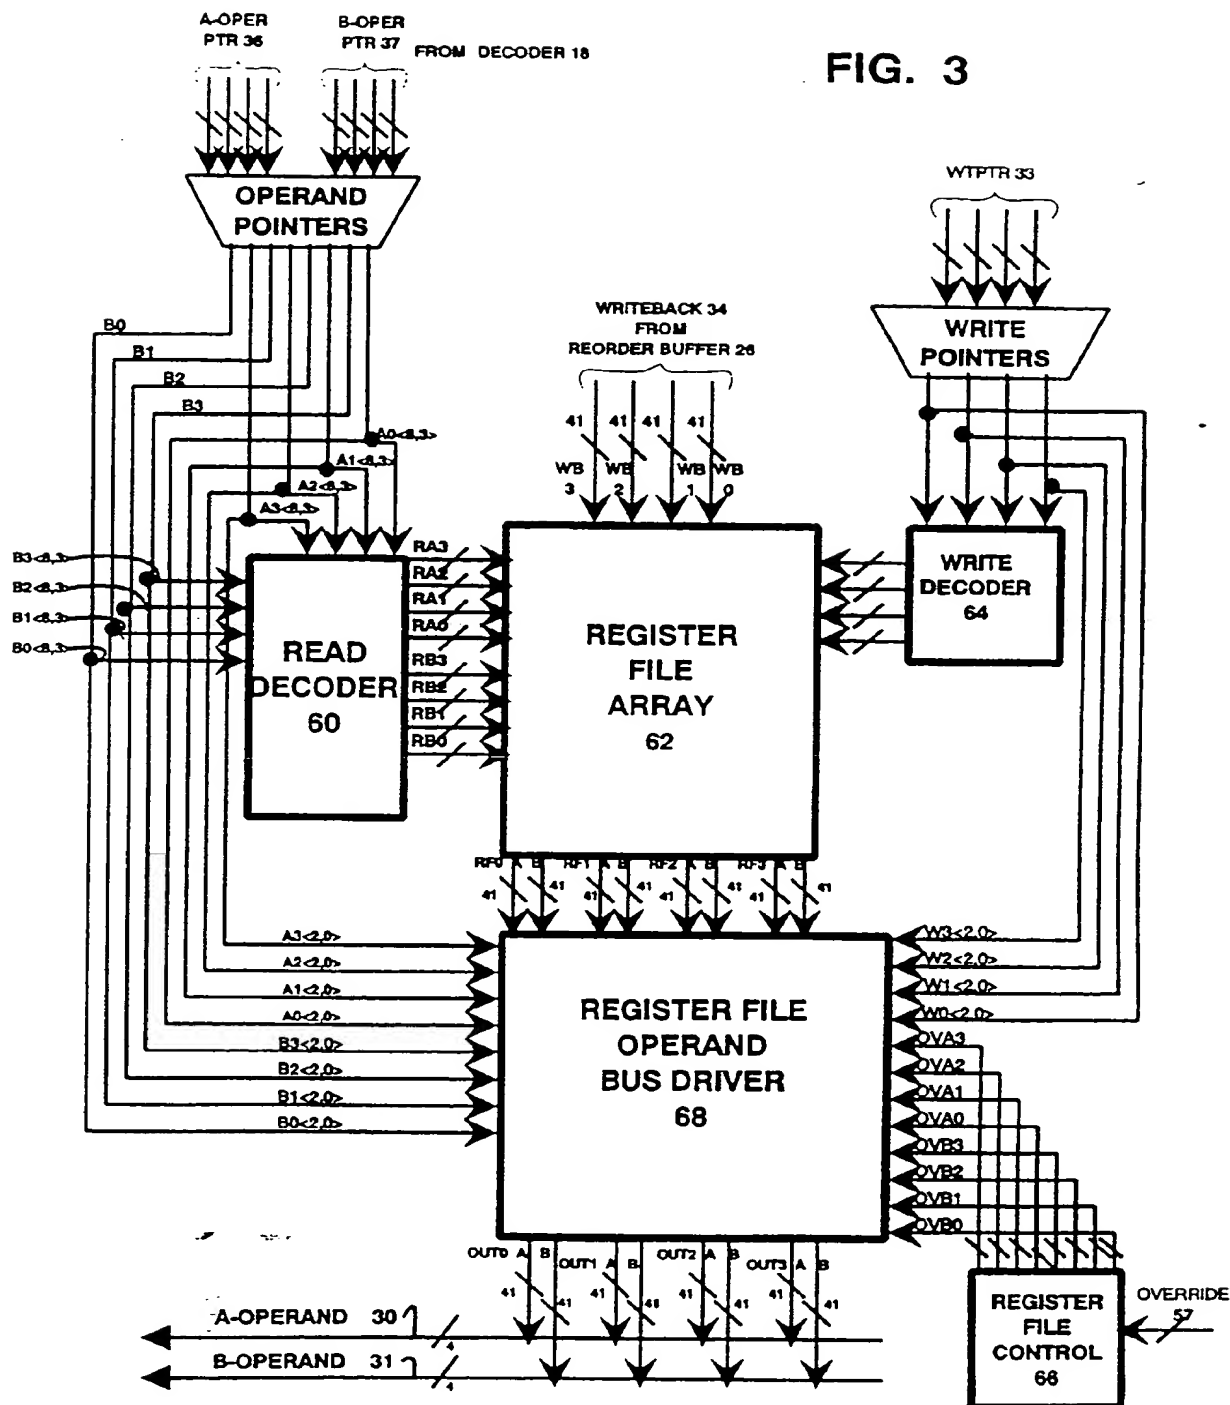 A-OPER
PTR 36
B-OPER
PTR 37
FROM DECODER 18
FIG. 3
OPERAND
POINTERS
WTPTR 33
WRITE
POINTERS
WRITEBACK 34
FROM
REORDER BUFFER 26
41 41 41 41
WB WB WB WB
3 2 1 0
B0
B1
B2
B3
A0<8,3>
A1<8,3>
A2<8,3>
A3<8,3>
B3<8,3>
B2<8,3>
B1<8,3>
B0<8,3>
READ
DECODER
60
RA3
RA2
RA1
RA0
RB3
RB2
RB1
RB0
REGISTER
FILE
ARRAY
62
WRITE
DECODER
64
RF0 A B RF1 A B RF2 A B RF3 A B
41 41 41 41 41 41 41 41
A3<2,0>
A2<2,0>
A1<2,0>
A0<2,0>
B3<2,0>
B2<2,0>
B1<2,0>
B0<2,0>
REGISTER FILE
OPERAND
BUS DRIVER
68
W3<2,0>
W2<2,0>
W1<2,0>
W0<2,0>
OVA3
OVA2
OVA1
OVA0
OVB3
OVB2
OVB1
OVB0
OUT0 A B OUT1 A B OUT2 A B OUT3 A B
41 41 41 41 41 41 41
A-OPERAND 30
4
B-OPERAND 31
4
REGISTER
FILE
CONTROL
66
OVERRIDE
57